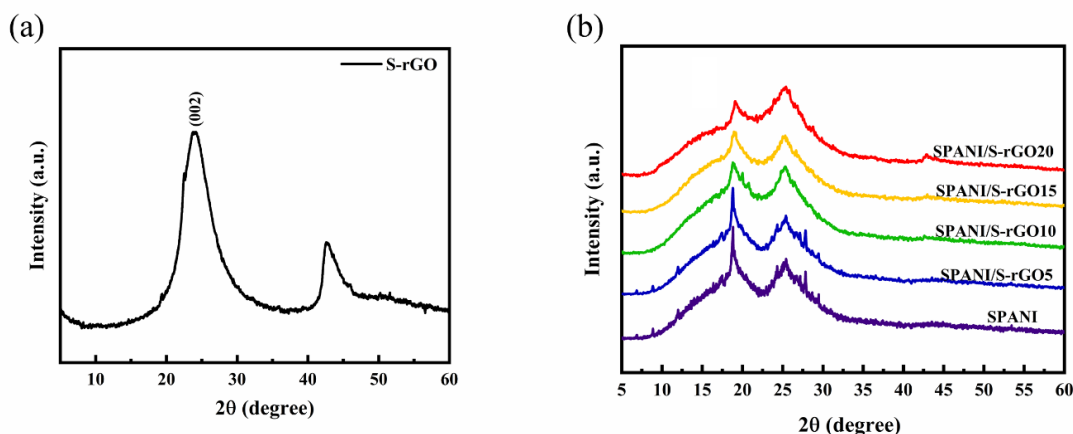 (a)
S-rGO
(002)
Intensity (a.u.)
10 20 30 40 50 60
2θ (degree)
(b)
SPANI/S-rGO20
SPANI/S-rGO15
SPANI/S-rGO10
SPANI/S-rGO5
SPANI
Intensity (a.u.)
5 10 15 20 25 30 35 40 45 50 55 60
2θ (degree)